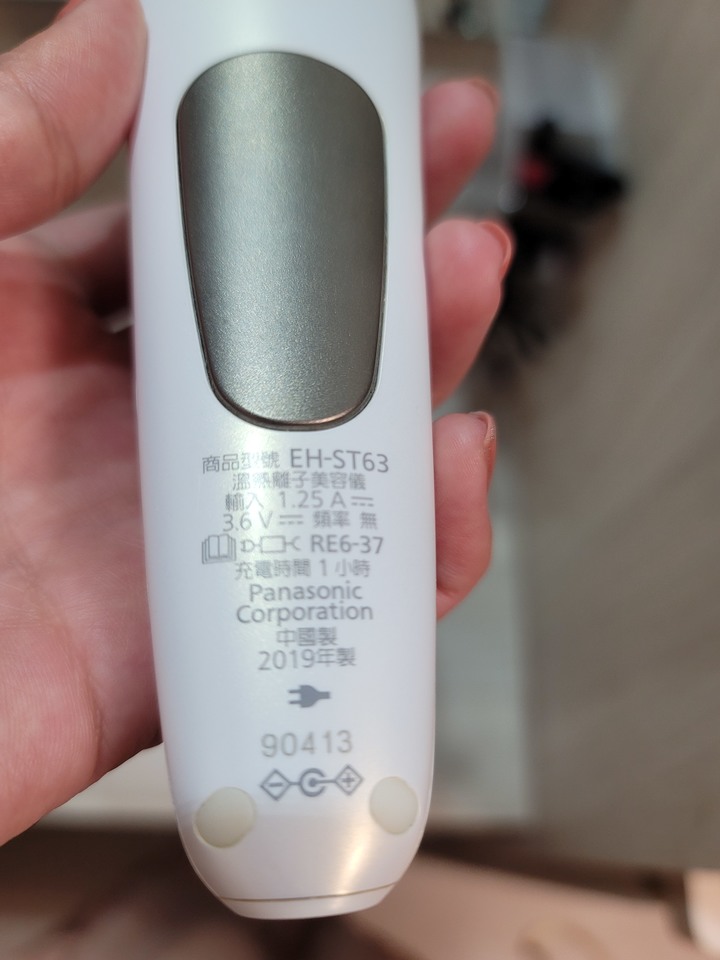 商品型號 EH-ST63
溫熱離子美容儀
輸入 1.25 A
3.6 V 頻率 無
RE6-37
充電時間 1 小時
Panasonic
Corporation
中國製
2019年製
90413